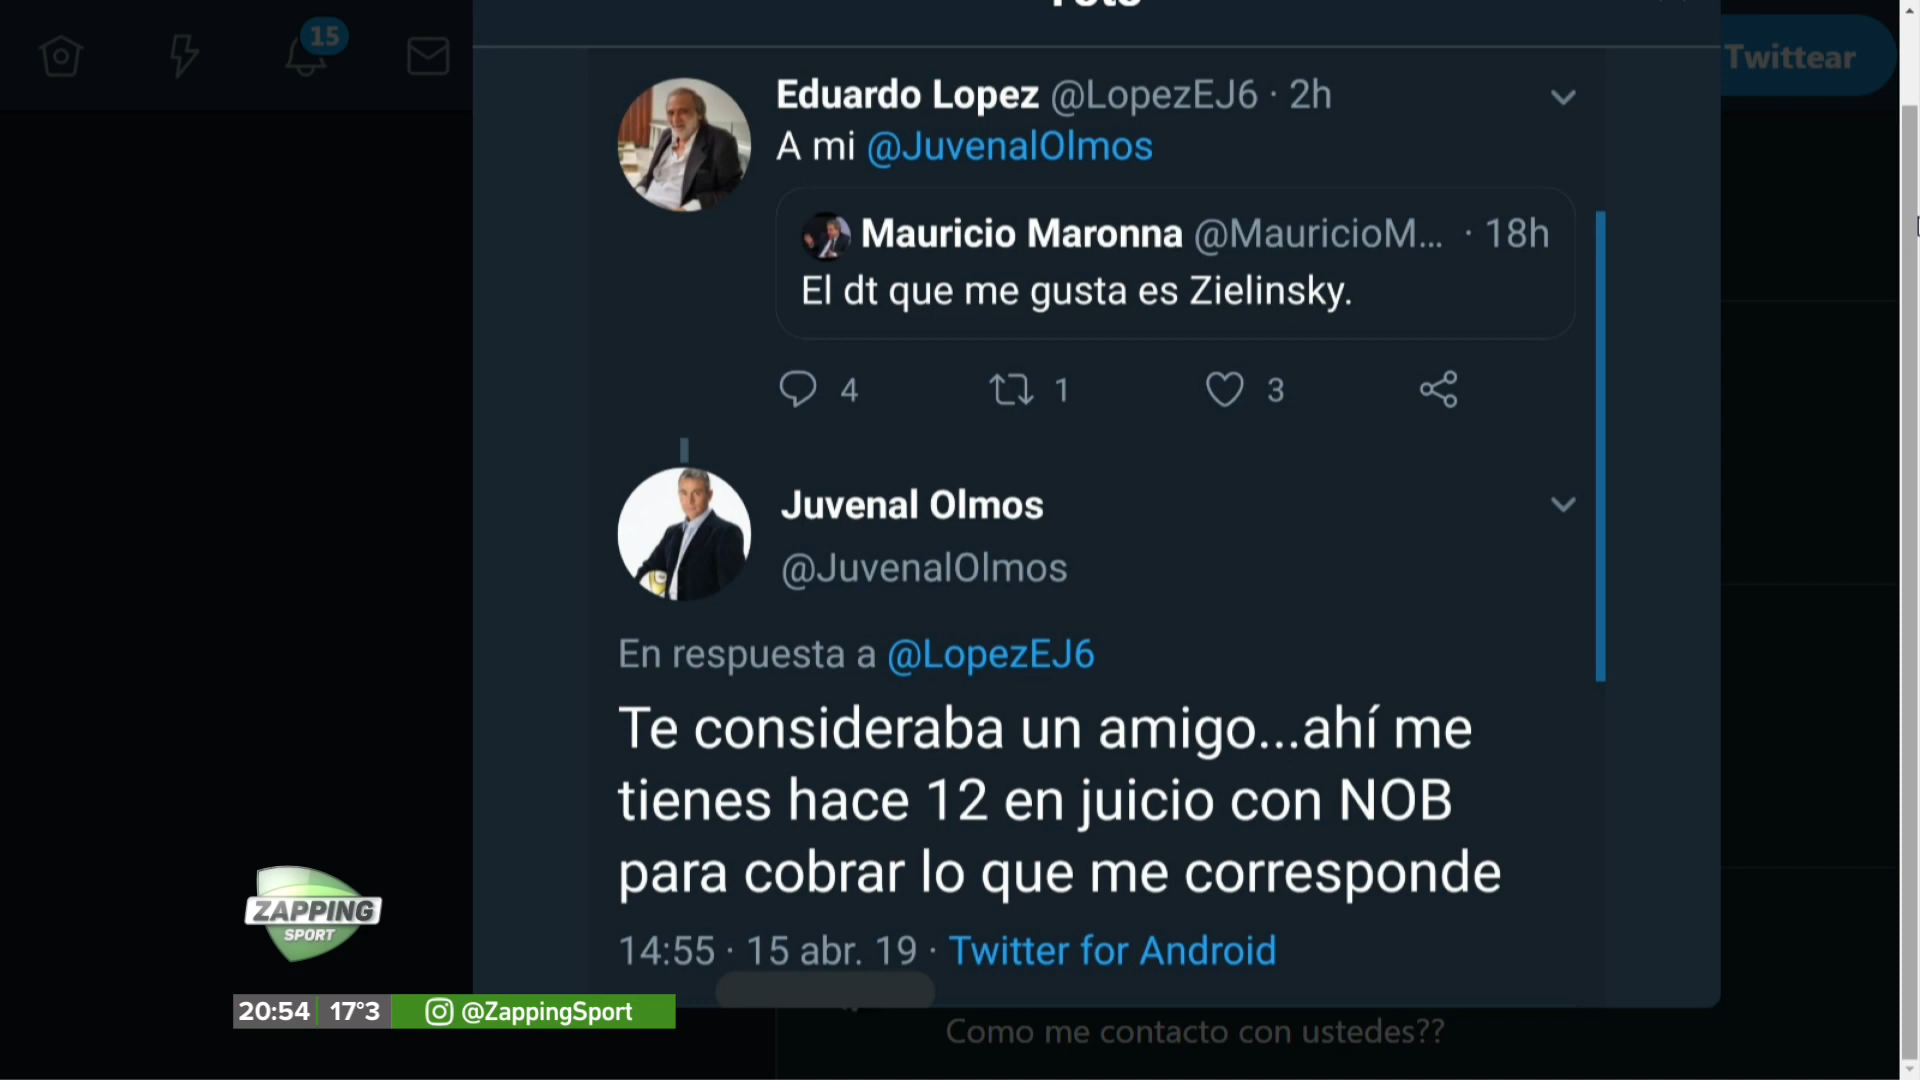 15
Twittear
Eduardo Lopez @LopezEJ6 · 2h
A mi @JuvenalOlmos
Mauricio Maronna @MauricioM... · 18h
El dt que me gusta es Zielinsky.
4 1 3
Juvenal Olmos
@JuvenalOlmos
En respuesta a @LopezEJ6
Te consideraba un amigo...ahí me
tienes hace 12 en juicio con NOB
para cobrar lo que me corresponde
14:55 · 15 abr. 19 · Twitter for Android
ZAPPING
SPORT
20:54 17°3 @ZappingSport
Como me contacto con ustedes??